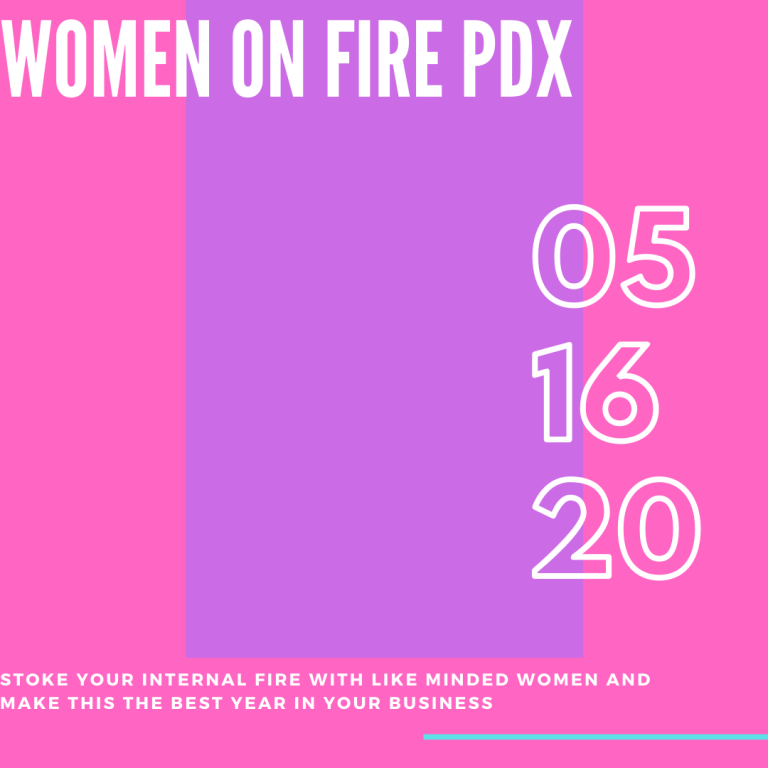 WOMEN ON FIRE PDX
05
16
20
STOKE YOUR INTERNAL FIRE WITH LIKE MINDED WOMEN AND
MAKE THIS THE BEST YEAR IN YOUR BUSINESS